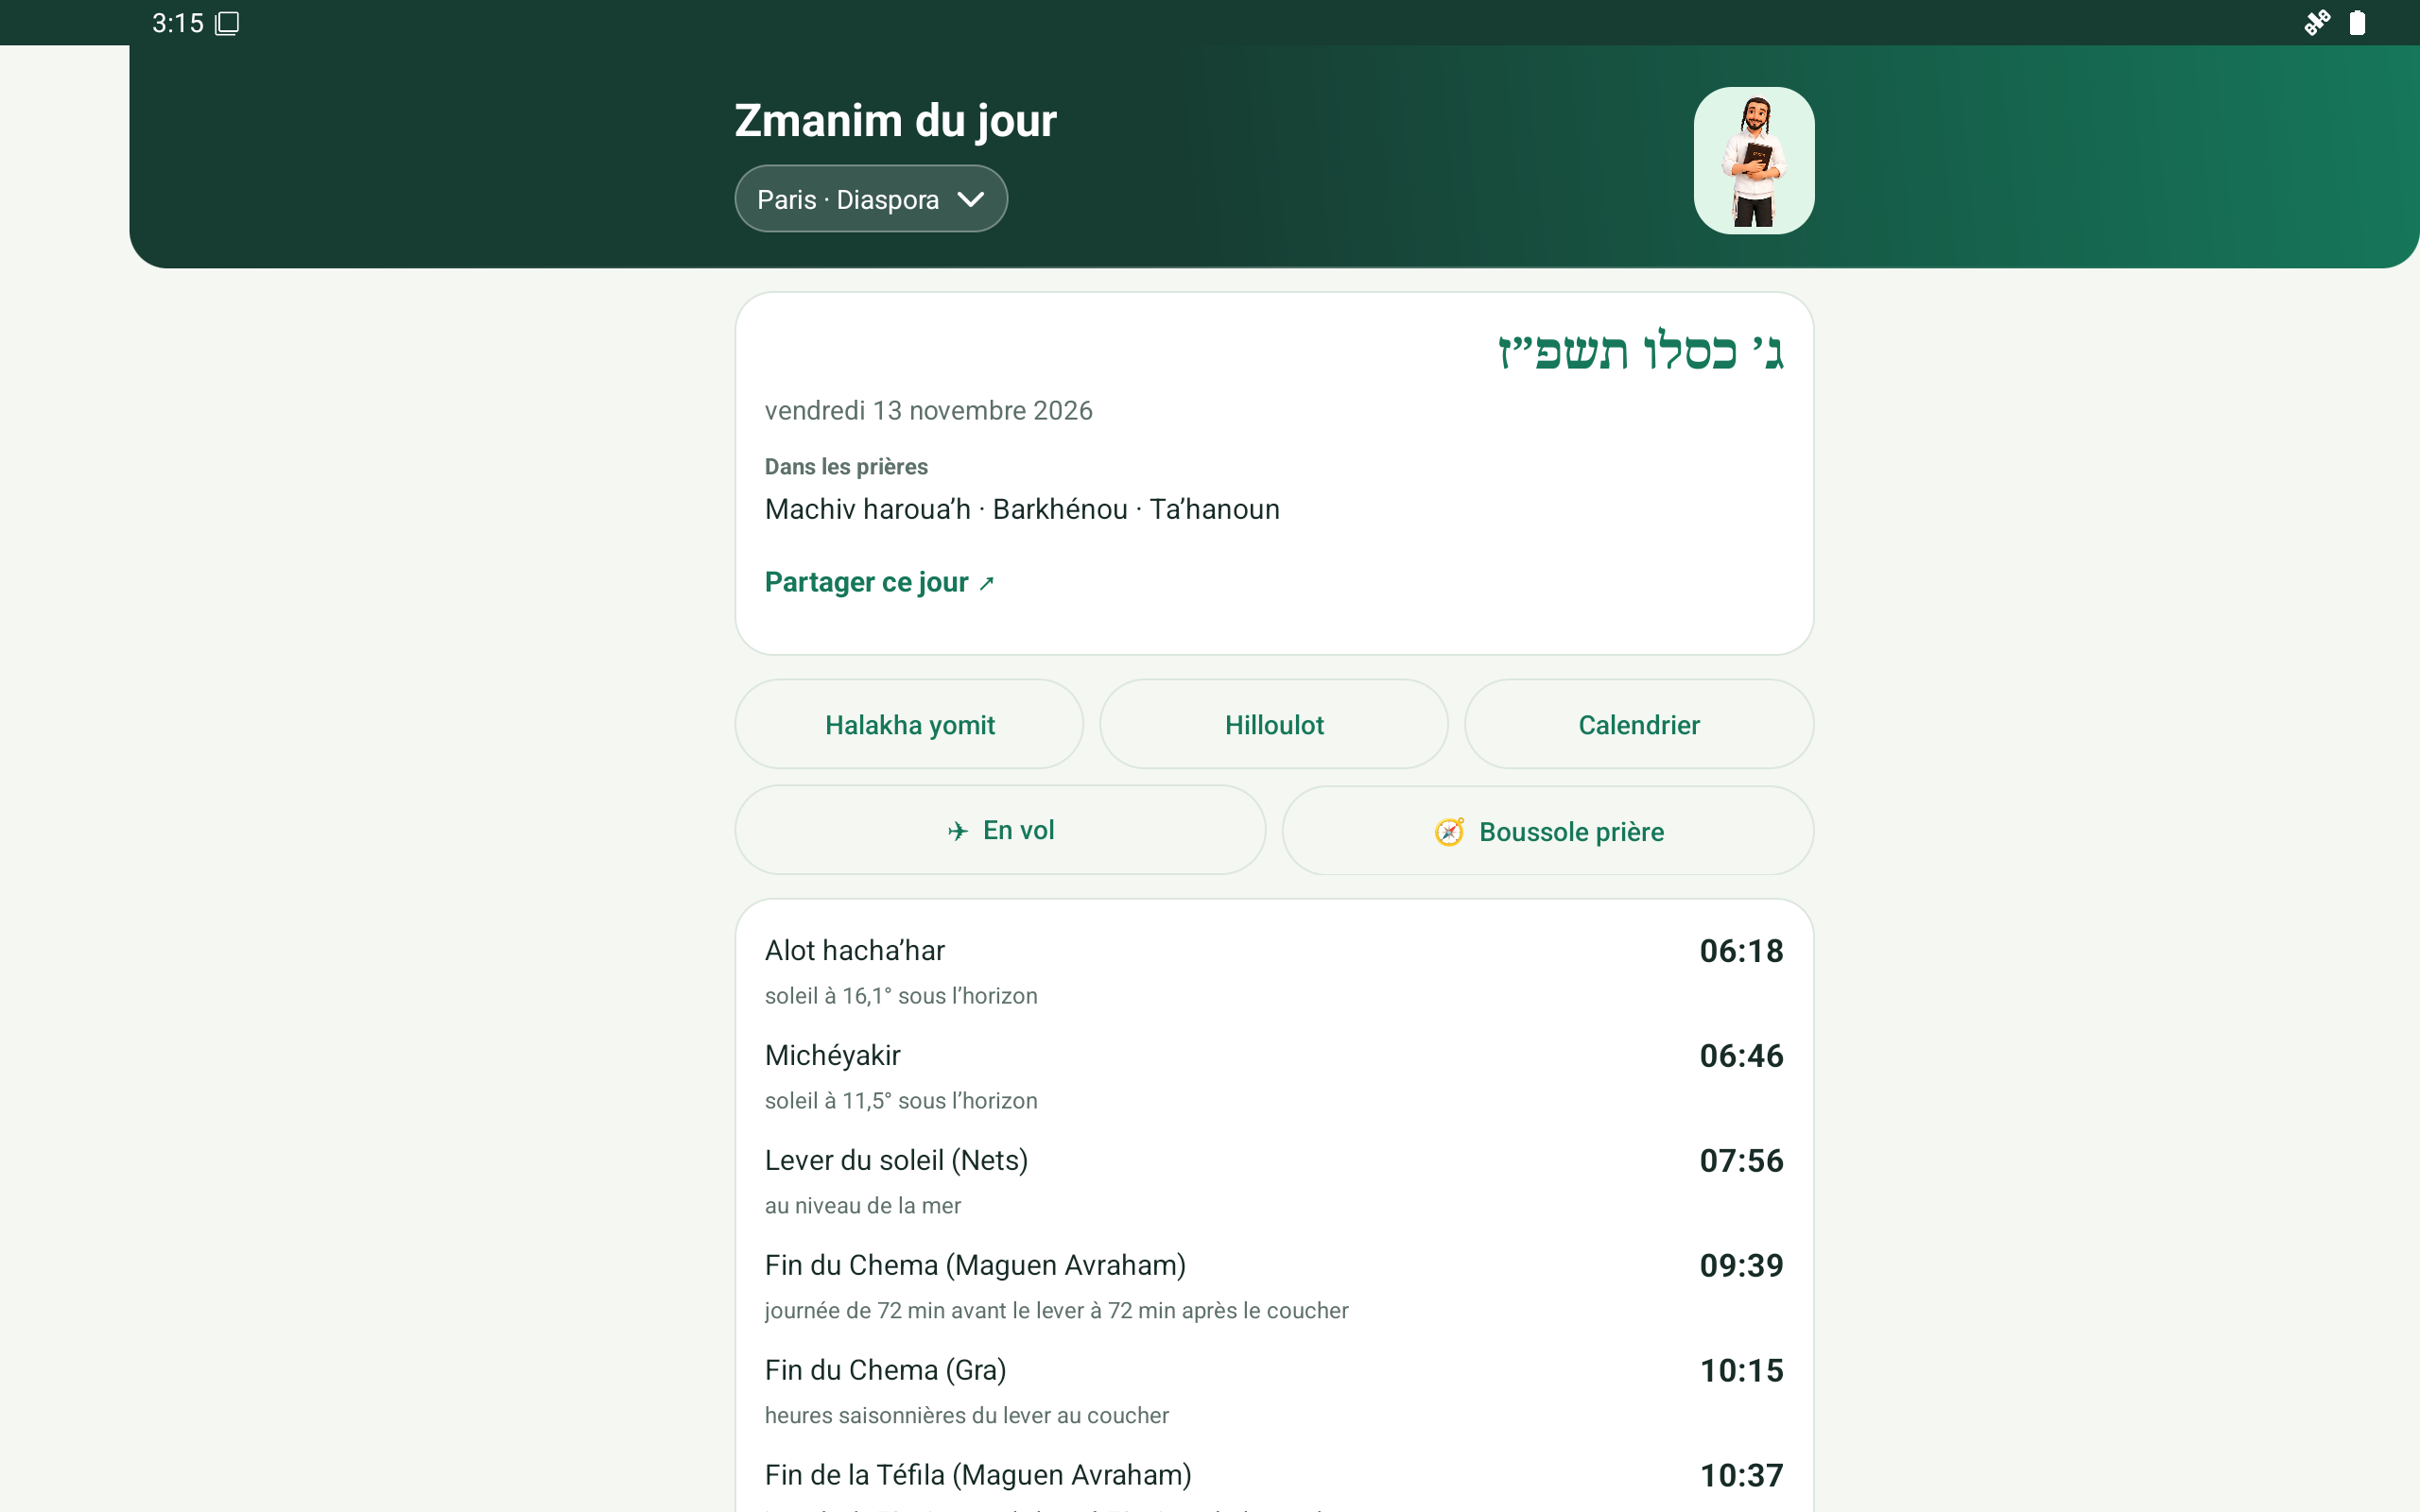 3:15
Zmanim du jour
Paris · Diaspora
ג׳ כסלו תשפ״ז
vendredi 13 novembre 2026
Dans les prières
Machiv haroua’h · Barkhénou · Ta’hanoun
Partager ce jour ↗
Halakha yomit
Hilloulot
Calendrier
✈ En vol
🧭 Boussole prière
Alot hacha’har 06:18
soleil à 16,1° sous l’horizon
Michéyakir 06:46
soleil à 11,5° sous l’horizon
Lever du soleil (Nets) 07:56
au niveau de la mer
Fin du Chema (Maguen Avraham) 09:39
journée de 72 min avant le lever à 72 min après le coucher
Fin du Chema (Gra) 10:15
heures saisonnières du lever au coucher
Fin de la Téfila (Maguen Avraham) 10:37